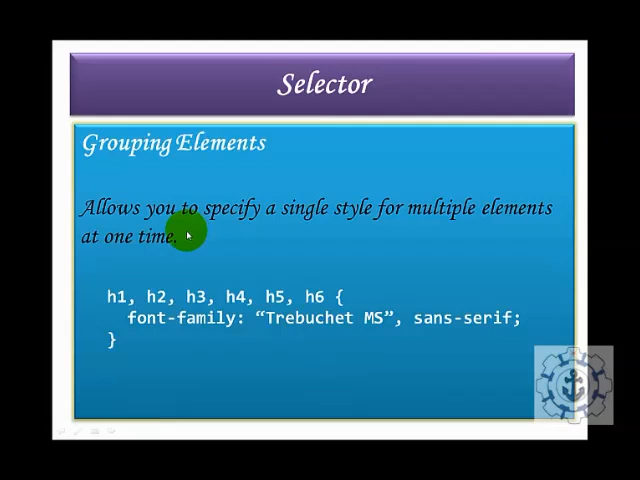 Selector
Grouping Elements
Allows you to specify a single style for multiple elements
at one time.
h1, h2, h3, h4, h5, h6 {
font-family: “Trebuchet MS”, sans-serif;
}